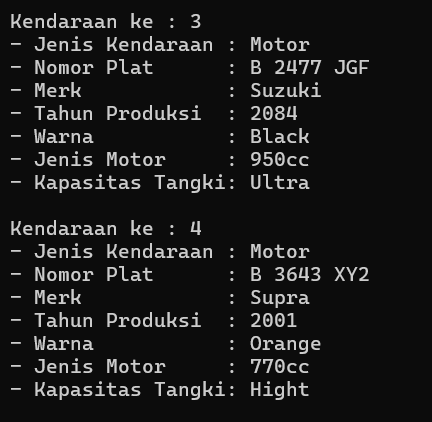 Kendaraan ke : 3
- Jenis Kendaraan : Motor
- Nomor Plat      : B 2477 JGF
- Merk            : Suzuki
- Tahun Produksi  : 2084
- Warna           : Black
- Jenis Motor     : 950cc
- Kapasitas Tangki: Ultra

Kendaraan ke : 4
- Jenis Kendaraan : Motor
- Nomor Plat      : B 3643 XY2
- Merk            : Supra
- Tahun Produksi  : 2001
- Warna           : Orange
- Jenis Motor     : 770cc
- Kapasitas Tangki: Hight